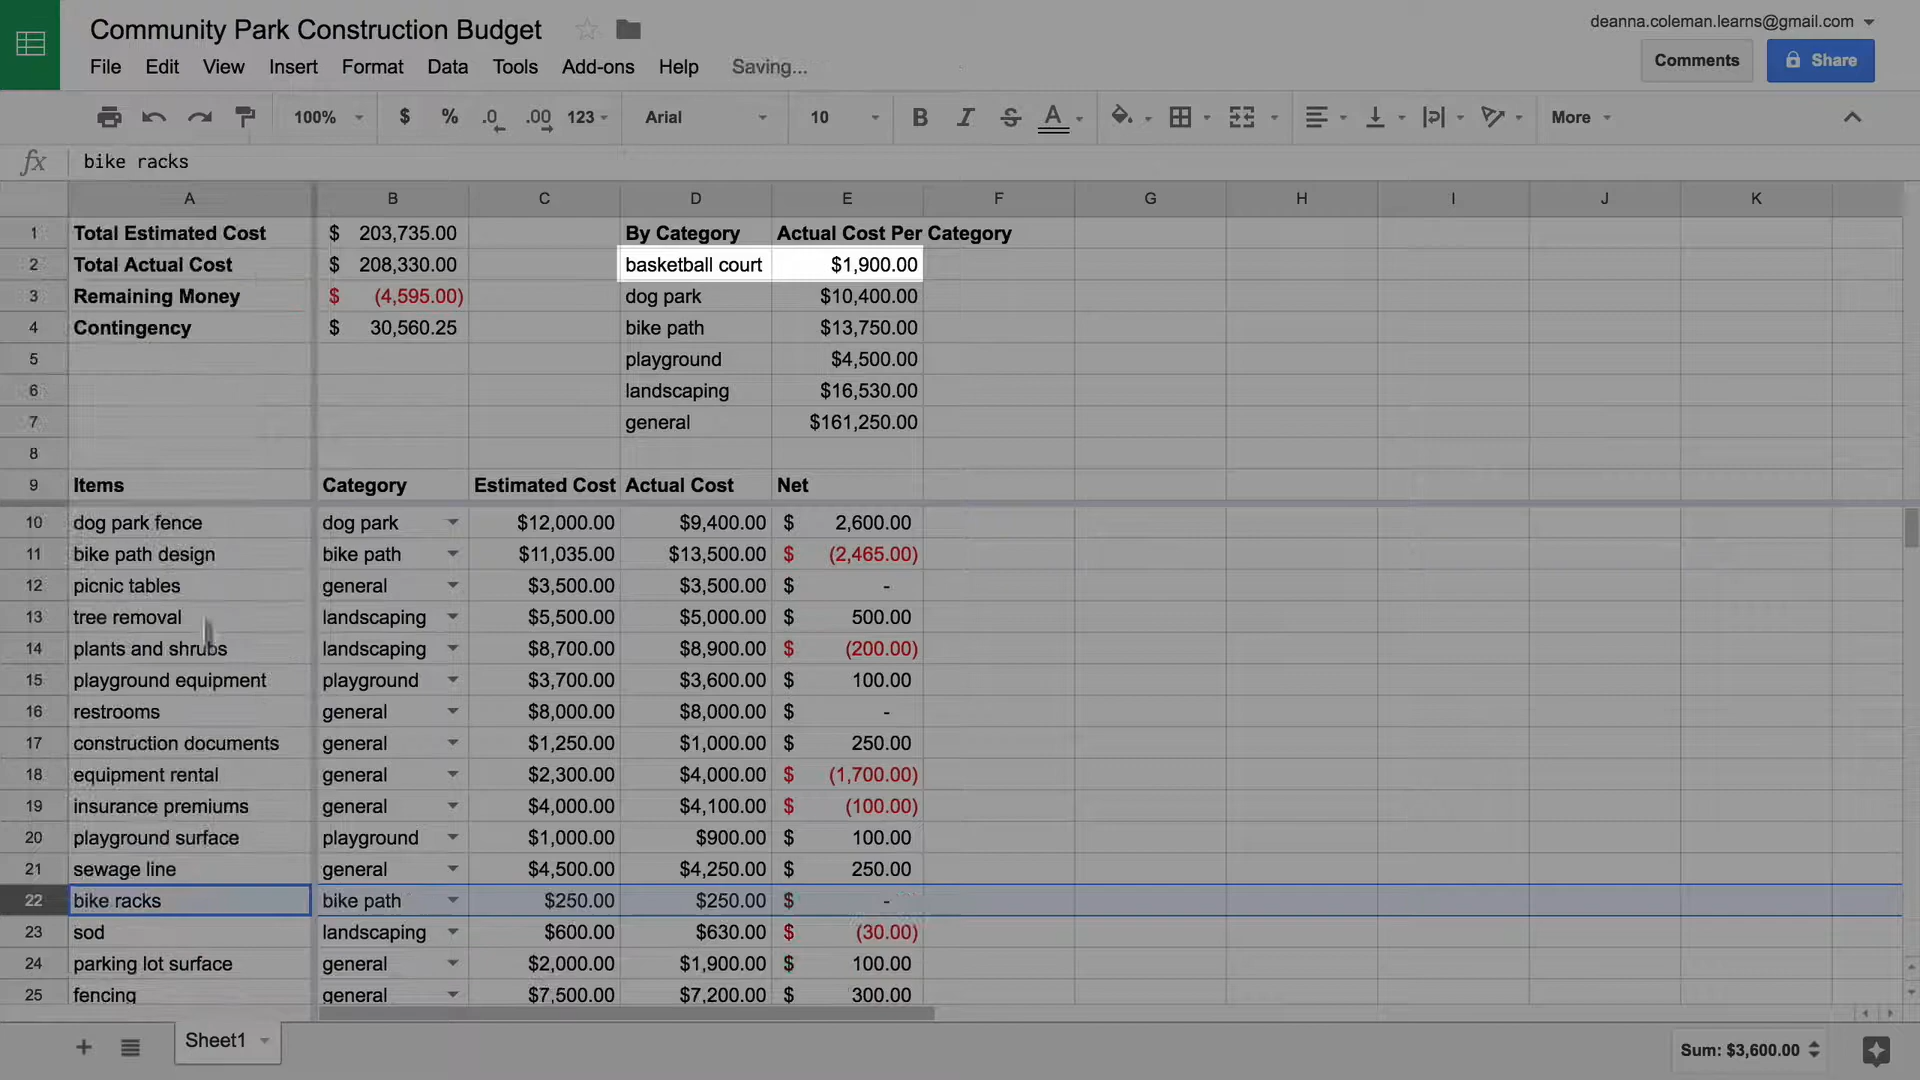 Community Park Construction Budget
deanna.coleman.learns@gmail.com
File Edit View Insert Format Data Tools Add-ons Help Saving...
Comments Share
100% $ % .0 .00 123 Arial 10 B I S A More
fx bike racks
A B C D E F G H I J K
1 Total Estimated Cost $ 203,735.00 By Category Actual Cost Per Category
2 Total Actual Cost $ 208,330.00 basketball court $1,900.00
3 Remaining Money $ (4,595.00) dog park $10,400.00
4 Contingency $ 30,560.25 bike path $13,750.00
5 playground $4,500.00
6 landscaping $16,530.00
7 general $161,250.00
8
9 Items Category Estimated Cost Actual Cost Net
10 dog park fence dog park $12,000.00 $9,400.00 $ 2,600.00
11 bike path design bike path $11,035.00 $13,500.00 $ (2,465.00)
12 picnic tables general $3,500.00 $3,500.00 $ -
13 tree removal landscaping $5,500.00 $5,000.00 $ 500.00
14 plants and shrubs landscaping $8,700.00 $8,900.00 $ (200.00)
15 playground equipment playground $3,700.00 $3,600.00 $ 100.00
16 restrooms general $8,000.00 $8,000.00 $ -
17 construction documents general $1,250.00 $1,000.00 $ 250.00
18 equipment rental general $2,300.00 $4,000.00 $ (1,700.00)
19 insurance premiums general $4,000.00 $4,100.00 $ (100.00)
20 playground surface playground $1,000.00 $900.00 $ 100.00
21 sewage line general $4,500.00 $4,250.00 $ 250.00
22 bike racks bike path $250.00 $250.00 $ -
23 sod landscaping $600.00 $630.00 $ (30.00)
24 parking lot surface general $2,000.00 $1,900.00 $ 100.00
25 fencing general $7,500.00 $7,200.00 $ 300.00
Sheet1
Sum: $3,600.00